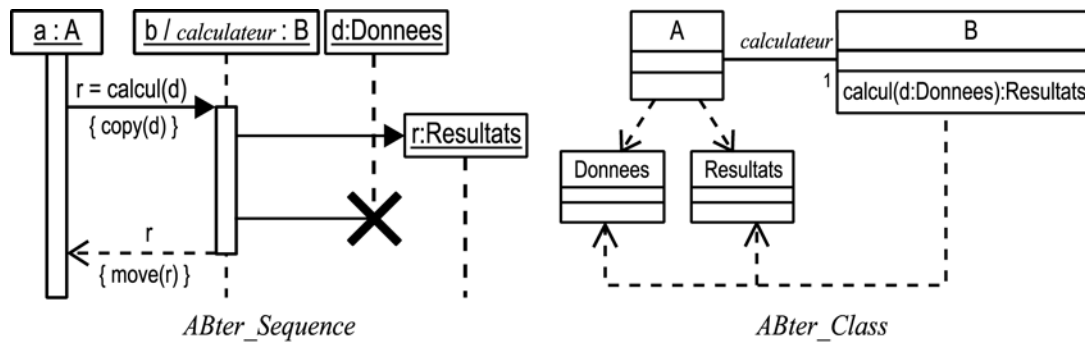 a : A
b / calculateur : B
d:Donnees
r = calcul(d)
{ copy(d) }
r:Resultats
r
{ move(r) }
ABter_Sequence
A
calculateur
1
B
calcul(d:Donnees):Resultats
Donnees
Resultats
ABter_Class